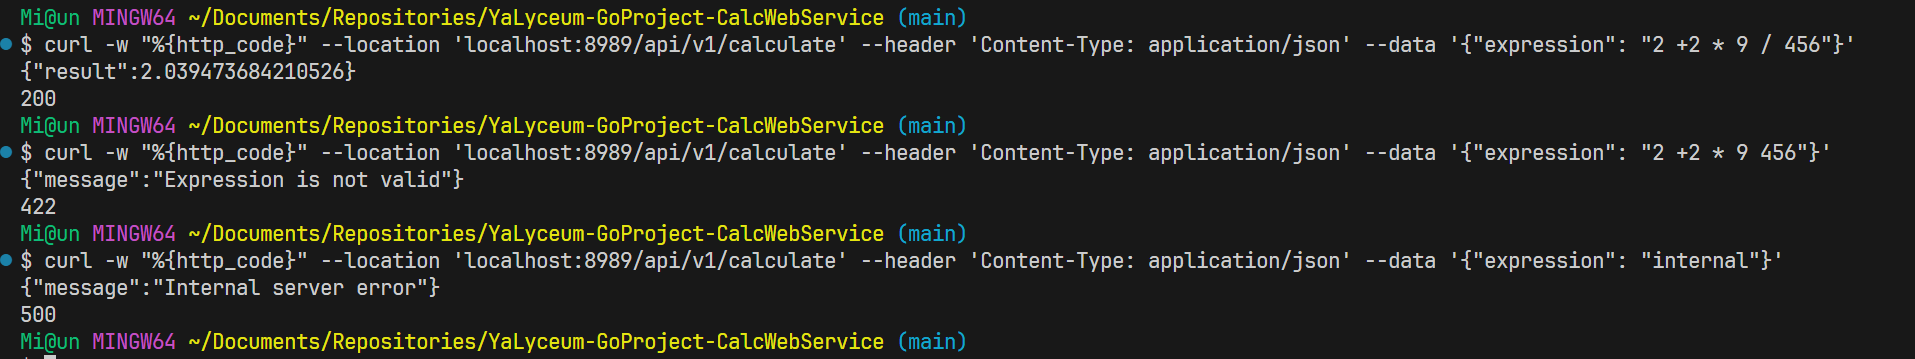 Mi@un MINGW64 ~/Documents/Repositories/YaLyceum-GoProject-CalcWebService (main)
$ curl -w "%{http_code}" --location 'localhost:8989/api/v1/calculate' --header 'Content-Type: application/json' --data '{"expression": "2 +2 * 9 / 456"}'
{"result":2.039473684210526}
200
Mi@un MINGW64 ~/Documents/Repositories/YaLyceum-GoProject-CalcWebService (main)
$ curl -w "%{http_code}" --location 'localhost:8989/api/v1/calculate' --header 'Content-Type: application/json' --data '{"expression": "2 +2 * 9 456"}'
{"message":"Expression is not valid"}
422
Mi@un MINGW64 ~/Documents/Repositories/YaLyceum-GoProject-CalcWebService (main)
$ curl -w "%{http_code}" --location 'localhost:8989/api/v1/calculate' --header 'Content-Type: application/json' --data '{"expression": "internal"}'
{"message":"Internal server error"}
500
Mi@un MINGW64 ~/Documents/Repositories/YaLyceum-GoProject-CalcWebService (main)